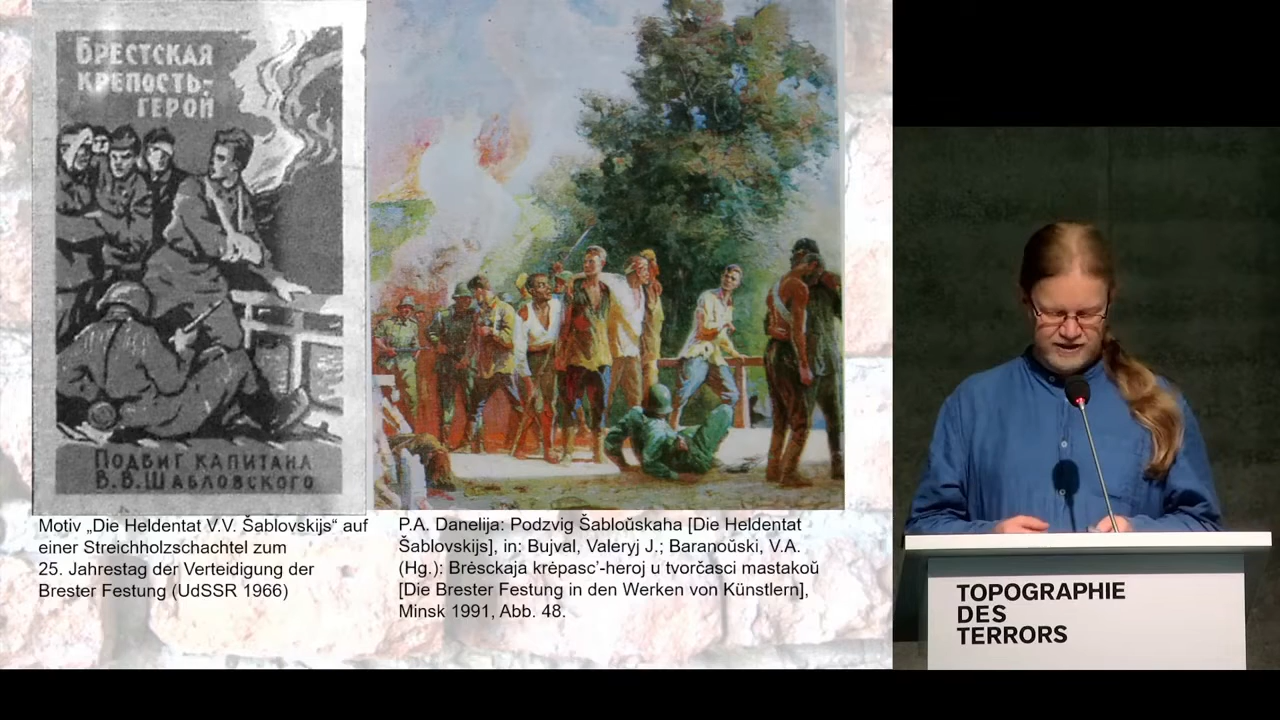 БРЕСТСКАЯ
КРЕПОСТЬ-
ГЕРОЙ
ПОДВИГ КАПИТАНА
В.В.ШАБЛОВСКОГО
Motiv „Die Heldentat V.V. Šablovskijs“ auf
einer Streichholzschachtel zum
25. Jahrestag der Verteidigung der
Brester Festung (UdSSR 1966)
P.A. Danelija: Podzvig Šabloŭskaha [Die Heldentat
Šablovskijs], in: Bujval, Valeryj J.; Baranoŭski, V.A.
(Hg.): Brėsckaja krėpasc’-heroj u tvorčasci mastakoŭ
[Die Brester Festung in den Werken von Künstlern],
Minsk 1991, Abb. 48.
TOPOGRAPHIE
DES
TERRORS